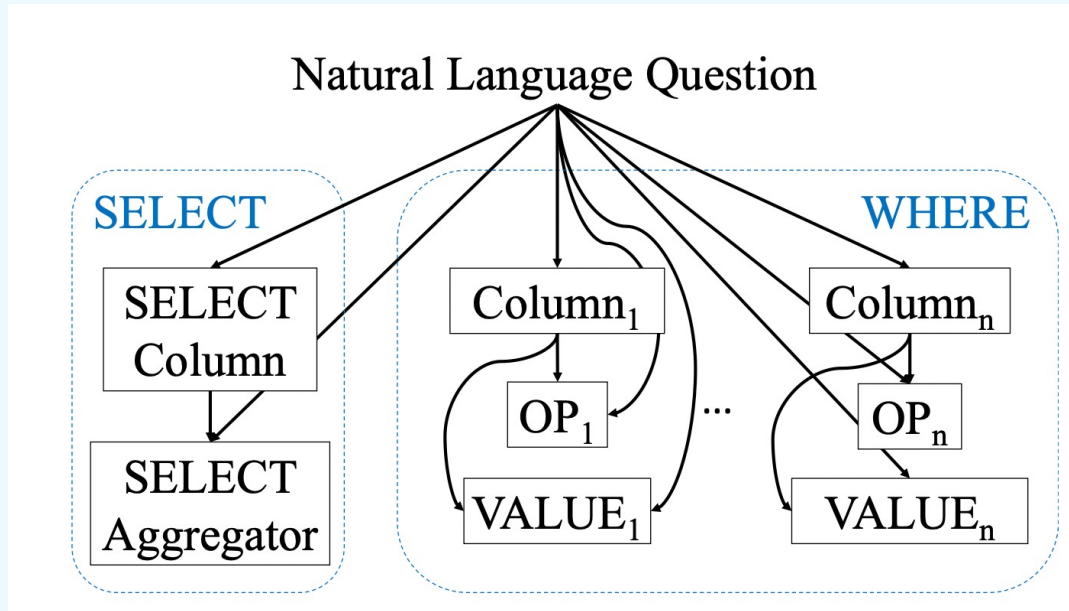 Natural Language Question
SELECT
WHERE
SELECT
Column
Column₁
Columnₙ
OP₁
...
OPₙ
SELECT
Aggregator
VALUE₁
VALUEₙ